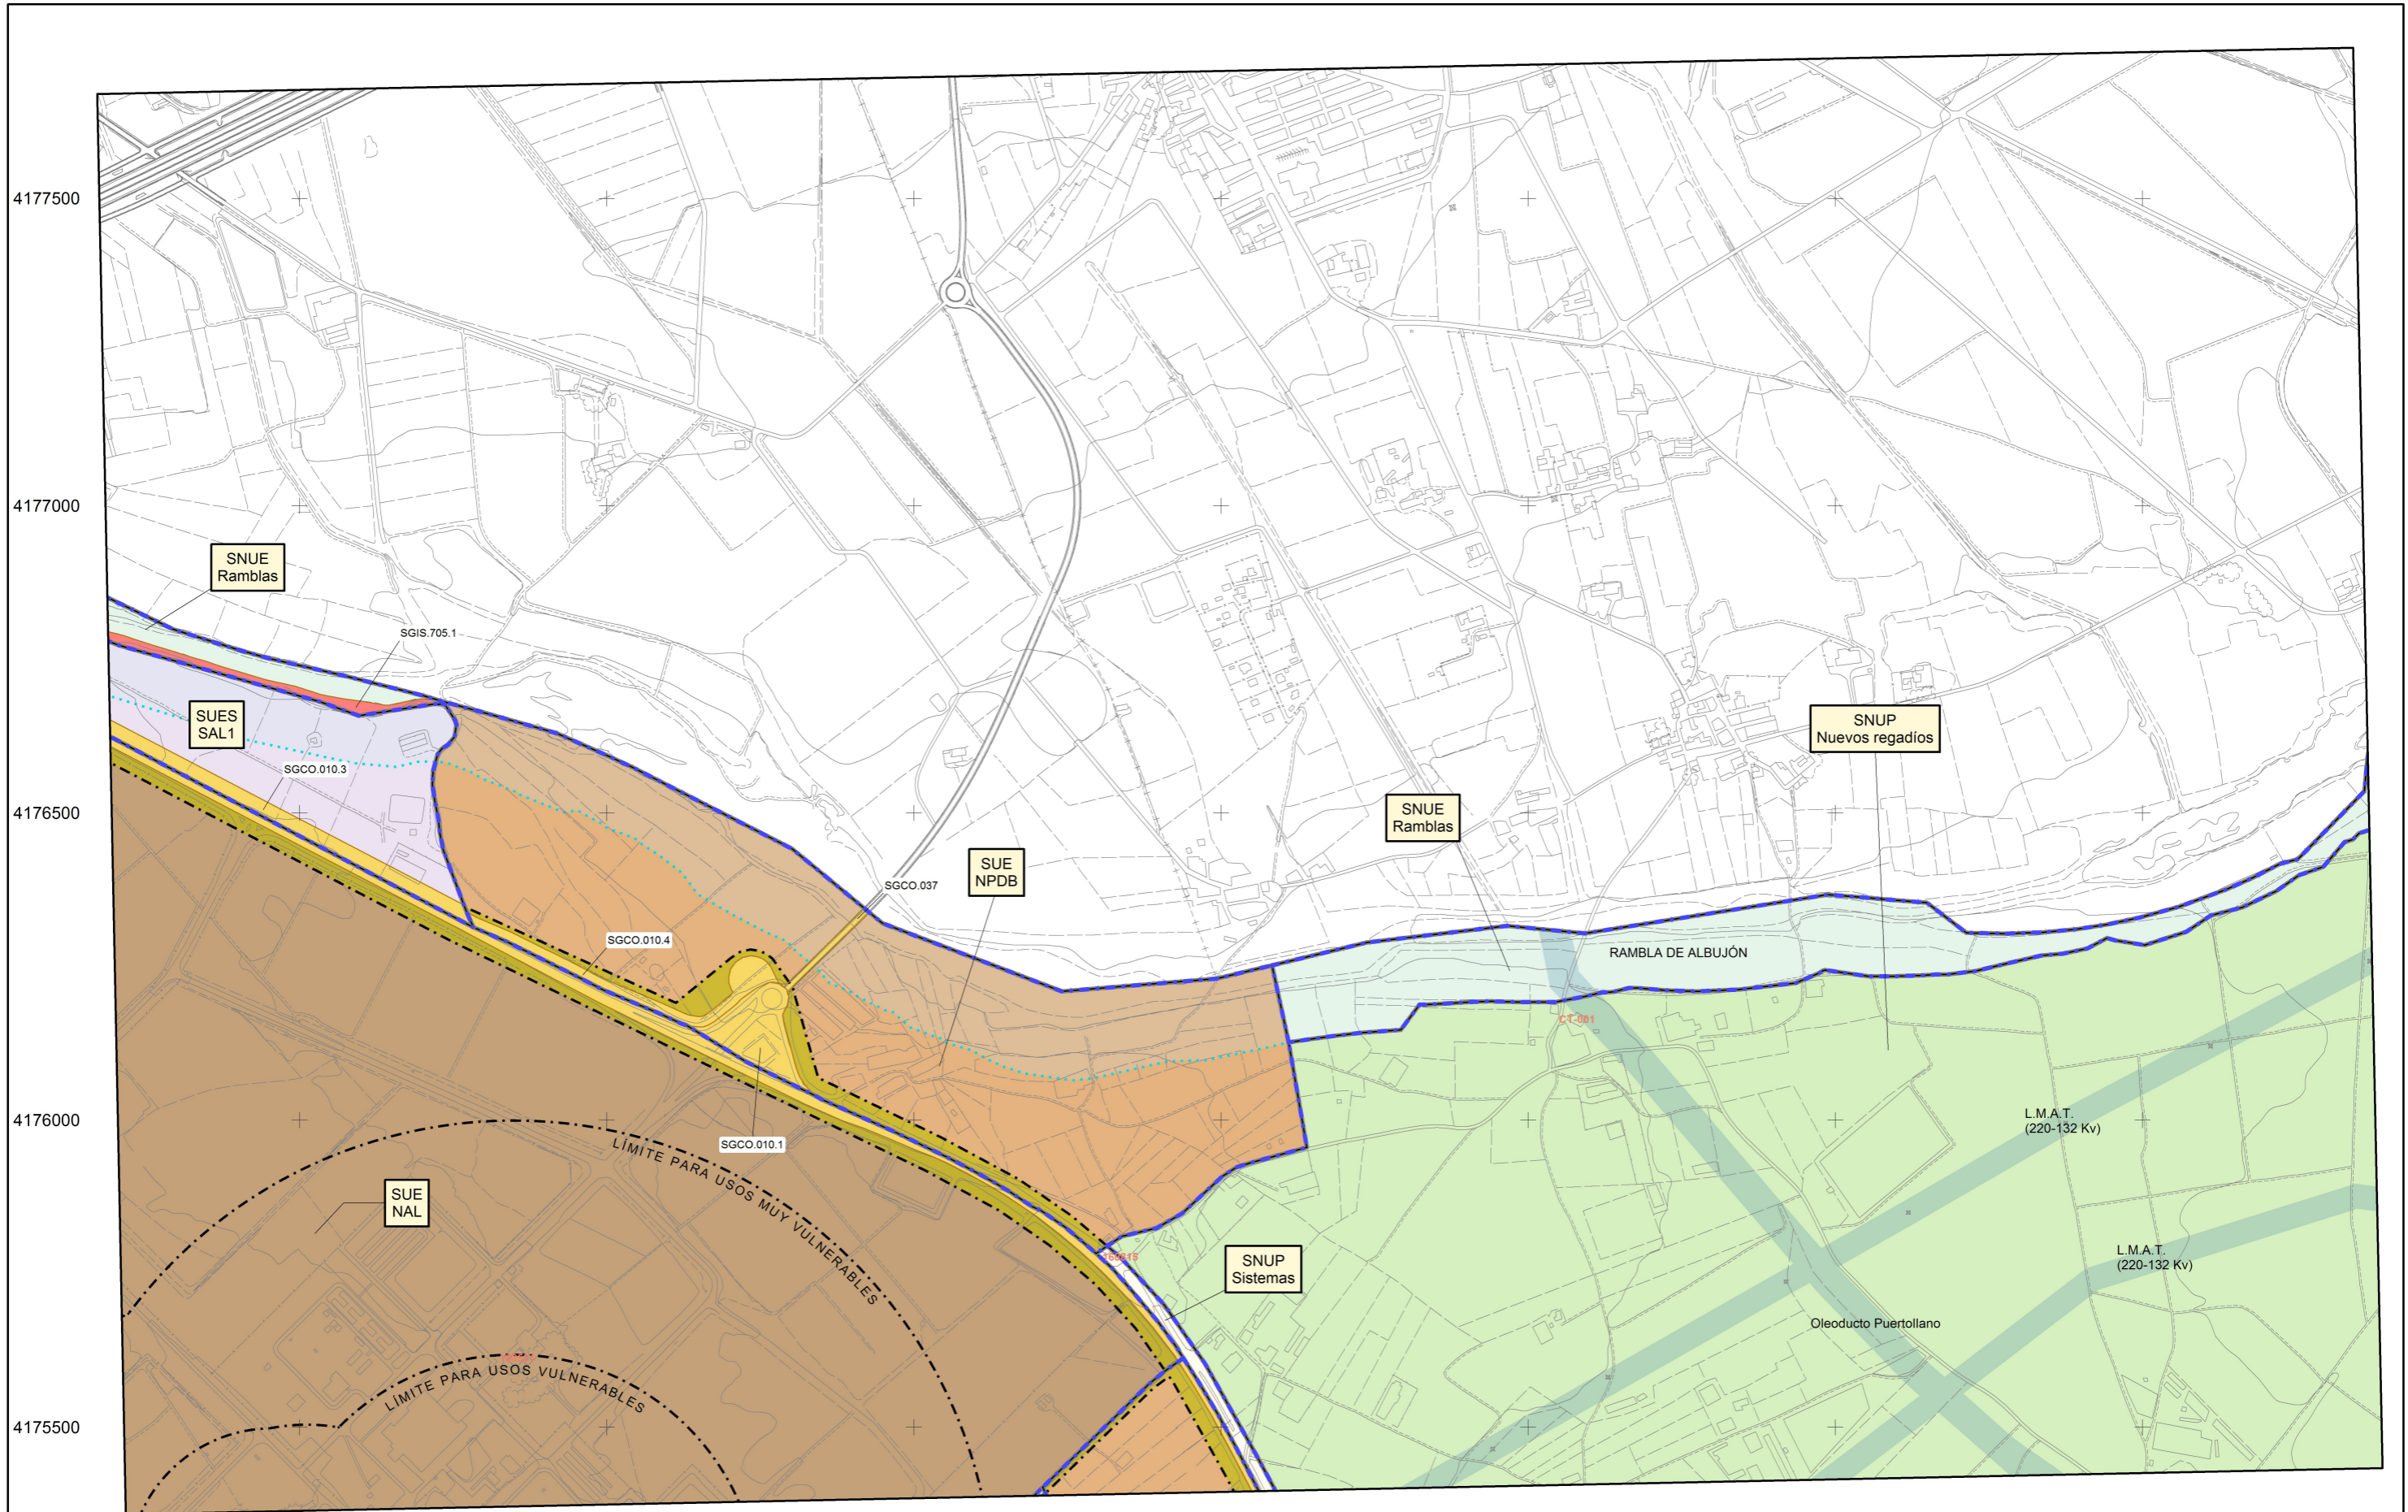 4177500
4177000
SNUE
Ramblas
SGIS.705.1
SUES
SAL1
SNUP
Nuevos regadíos
SGCO.010.3
4176500
SNUE
Ramblas
SUE
NPDB
SGCO.037
SGCO.010.4
RAMBLA DE ALBUJÓN
CT-001
4176000
L.M.A.T.
(220-132 Kv)
SGCO.010.1
LÍMITE PARA USOS MUY VULNERABLES
SUE
NAL
SNUP
Sistemas
L.M.A.T.
(220-132 Kv)
Oleoducto Puertollano
LÍMITE PARA USOS VULNERABLES
4175500